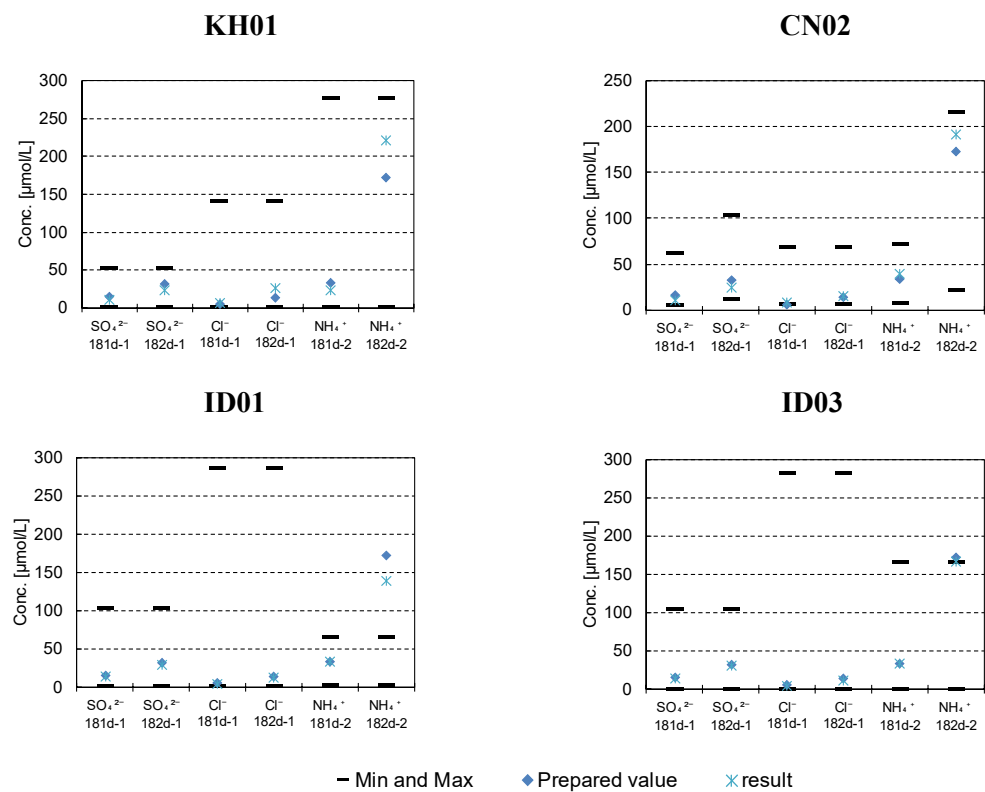 KH01
300
250
200
150
100
50
0
Conc. [µmol/L]
SO₄²⁻ SO₄²⁻ Cl⁻ Cl⁻ NH₄⁺ NH₄⁺
181d-1 182d-1 181d-1 182d-1 181d-2 182d-2
CN02
250
200
150
100
50
0
Conc. [µmol/L]
SO₄²⁻ SO₄²⁻ Cl⁻ Cl⁻ NH₄⁺ NH₄⁺
181d-1 182d-1 181d-1 182d-1 181d-2 182d-2
ID01
300
250
200
150
100
50
0
Conc. [µmol/L]
SO₄²⁻ SO₄²⁻ Cl⁻ Cl⁻ NH₄⁺ NH₄⁺
181d-1 182d-1 181d-1 182d-1 181d-2 182d-2
ID03
300
250
200
150
100
50
0
Conc. [µmol/L]
SO₄²⁻ SO₄²⁻ Cl⁻ Cl⁻ NH₄⁺ NH₄⁺
181d-1 182d-1 181d-1 182d-1 181d-2 182d-2
Min and Max Prepared value result